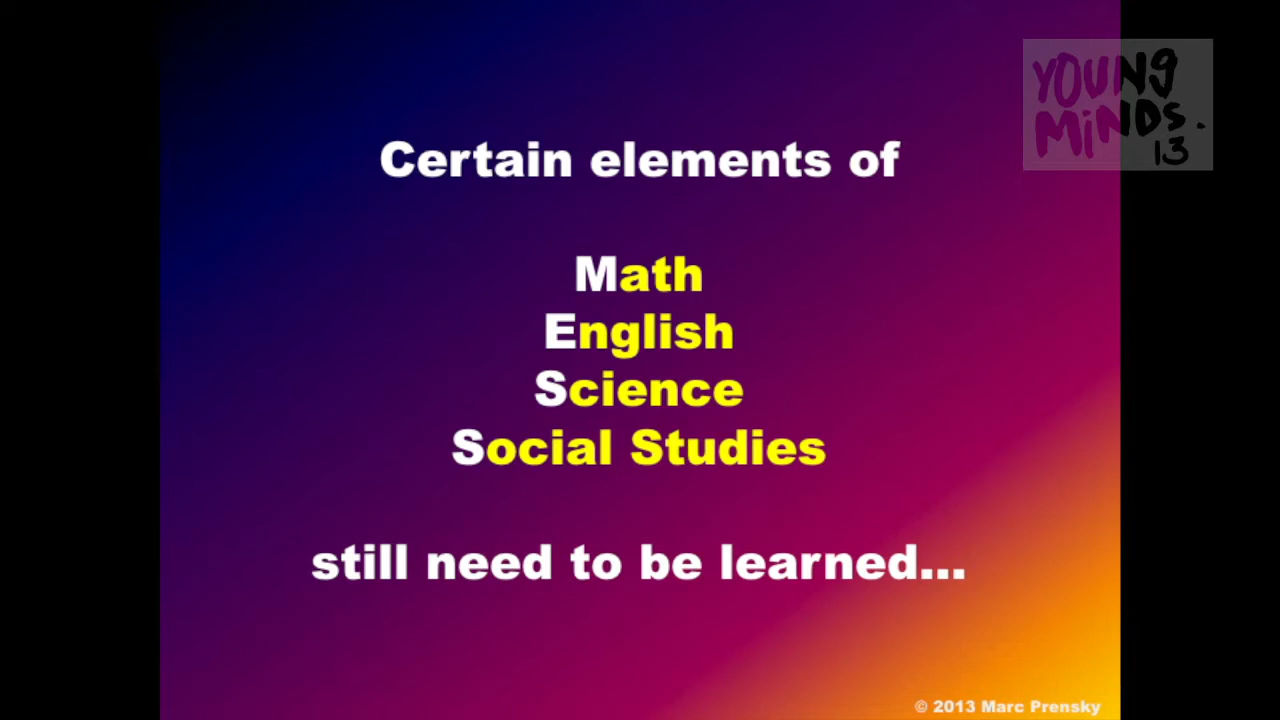 YOUNG
MiNDS.
13
Certain elements of
Math
English
Science
Social Studies
still need to be learned...
© 2013 Marc Prensky